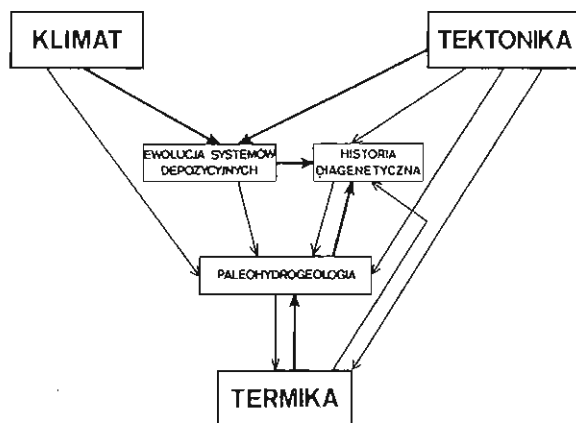 KLIMAT
TEKTONIKA
EWOLUCJA SYSTEMÓW
DEPOZYCYJNYCH
HISTORIA
DIAGENETYCZNA
PALEOHYDROGEOLOGIA
TERMIKA